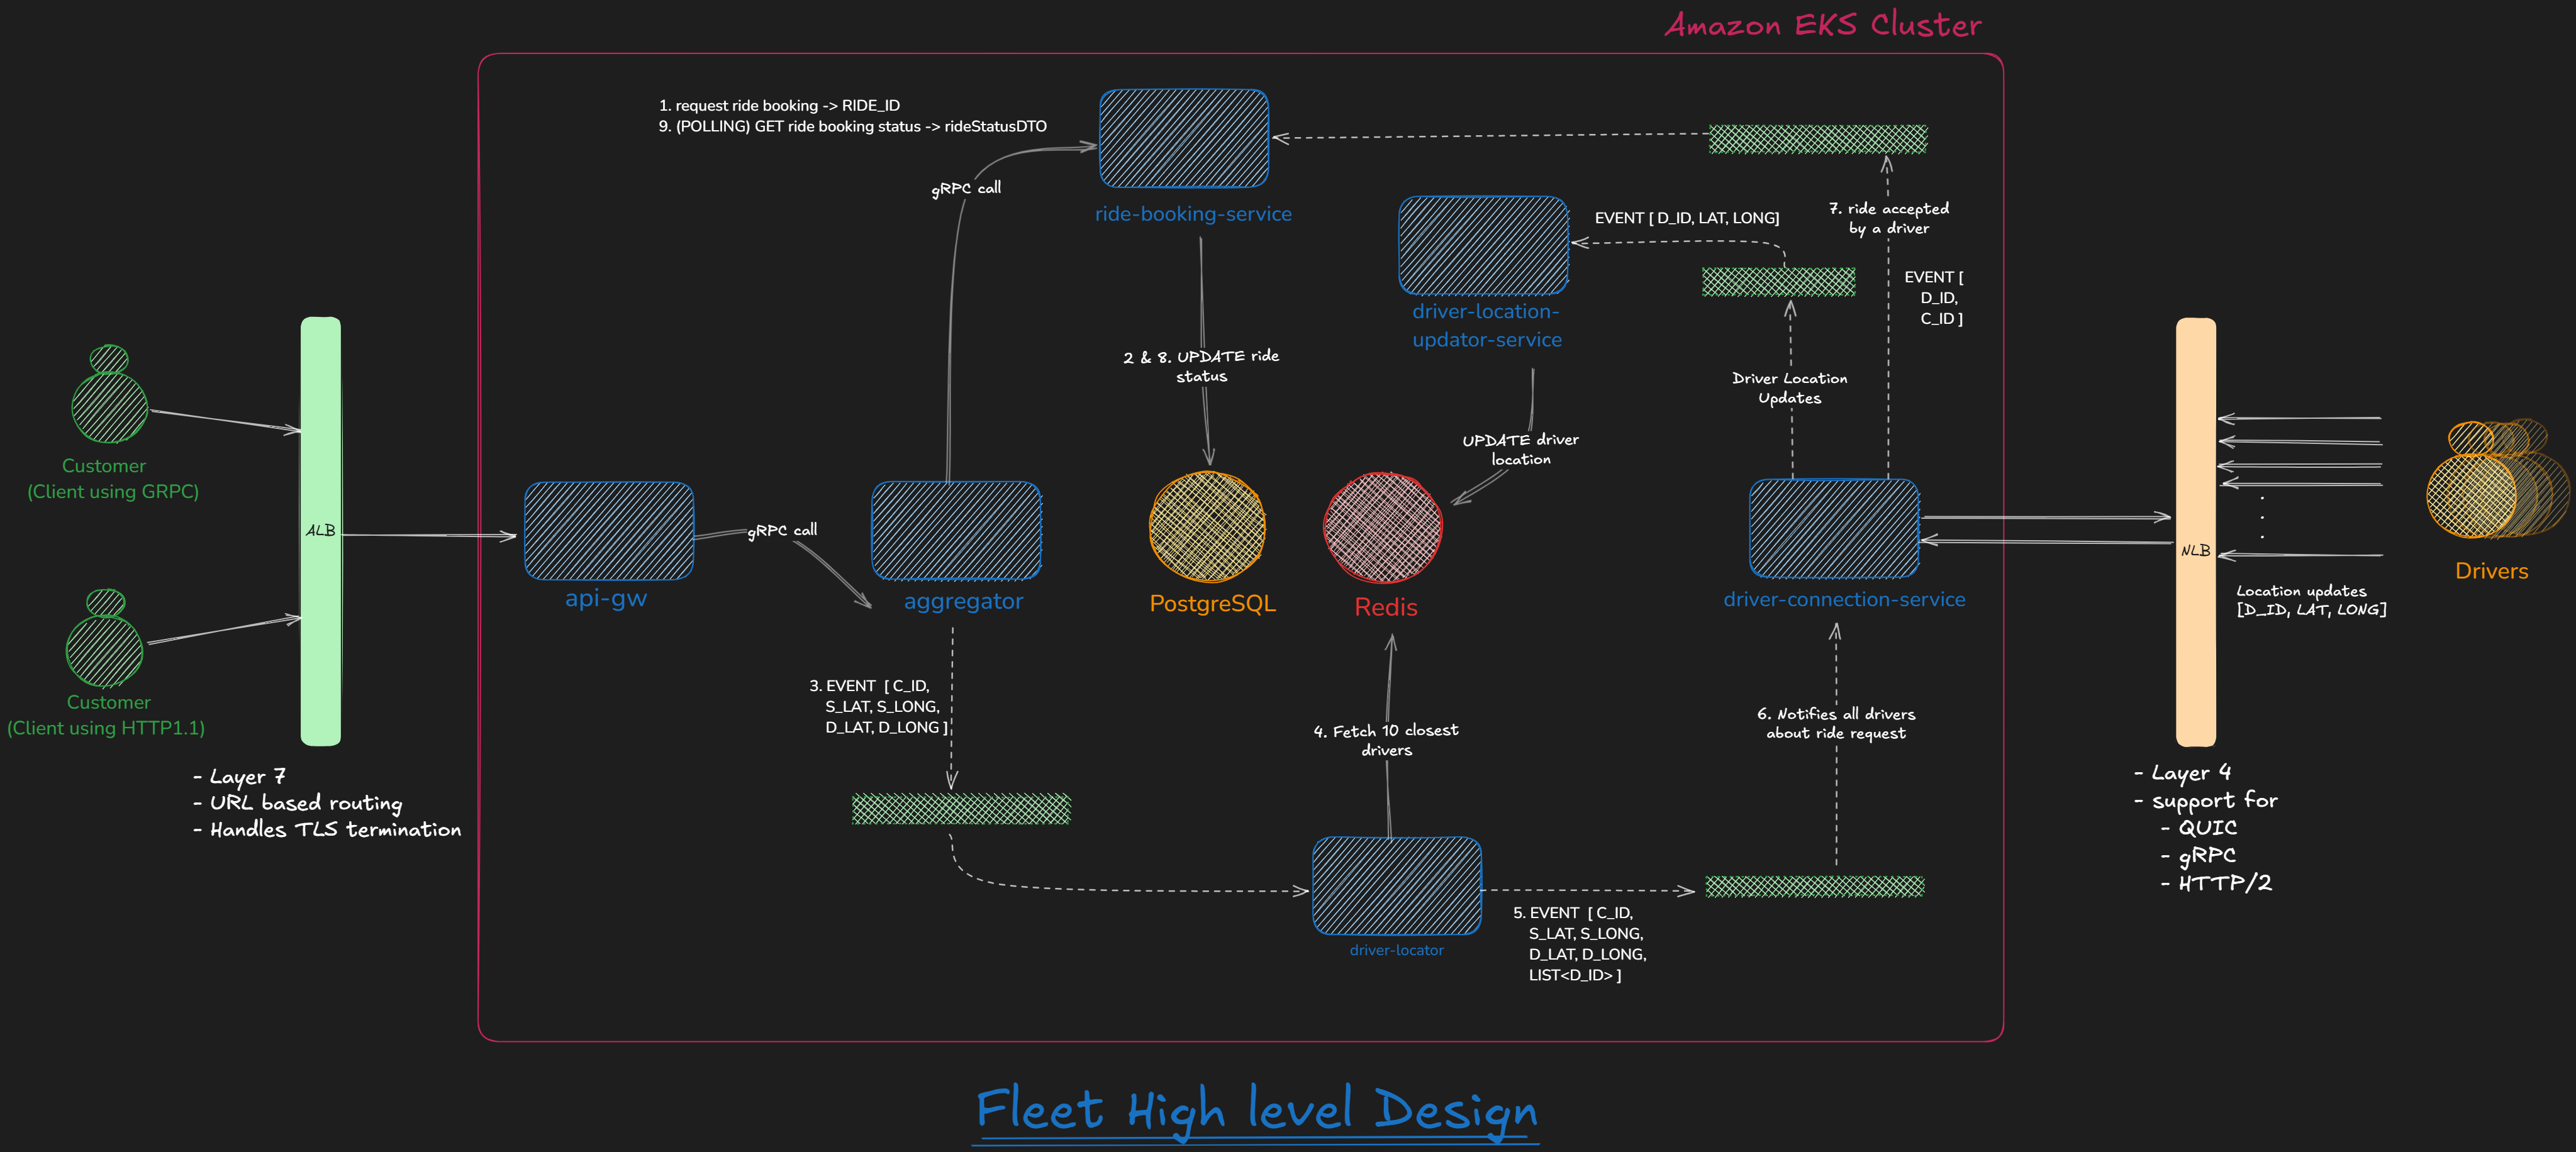 Amazon EKS Cluster
1. request ride booking -> RIDE_ID
9. (POLLING) GET ride booking status -> rideStatusDTO
gRPC call
ride-booking-service
EVENT [ D_ID, LAT, LONG]
7. ride accepted
by a driver
EVENT [
D_ID,
C_ID ]
driver-location-
updator-service
2 & 8. UPDATE ride
status
Driver Location
Updates
UPDATE driver
location
Customer
(Client using GRPC)
ALB
gRPC call
api-gw
aggregator
PostgreSQL
Redis
driver-connection-service
NLB
Drivers
Location updates
[D_ID, LAT, LONG]
Customer
(Client using HTTP1.1)
3. EVENT [ C_ID,
S_LAT, S_LONG,
D_LAT, D_LONG ]
4. Fetch 10 closest
drivers
6. Notifies all drivers
about ride request
- Layer 7
- URL based routing
- Handles TLS termination
- Layer 4
- support for
- QUIC
- gRPC
- HTTP/2
driver-locator
5. EVENT [ C_ID,
S_LAT, S_LONG,
D_LAT, D_LONG,
LIST<D_ID> ]
Fleet High level Design